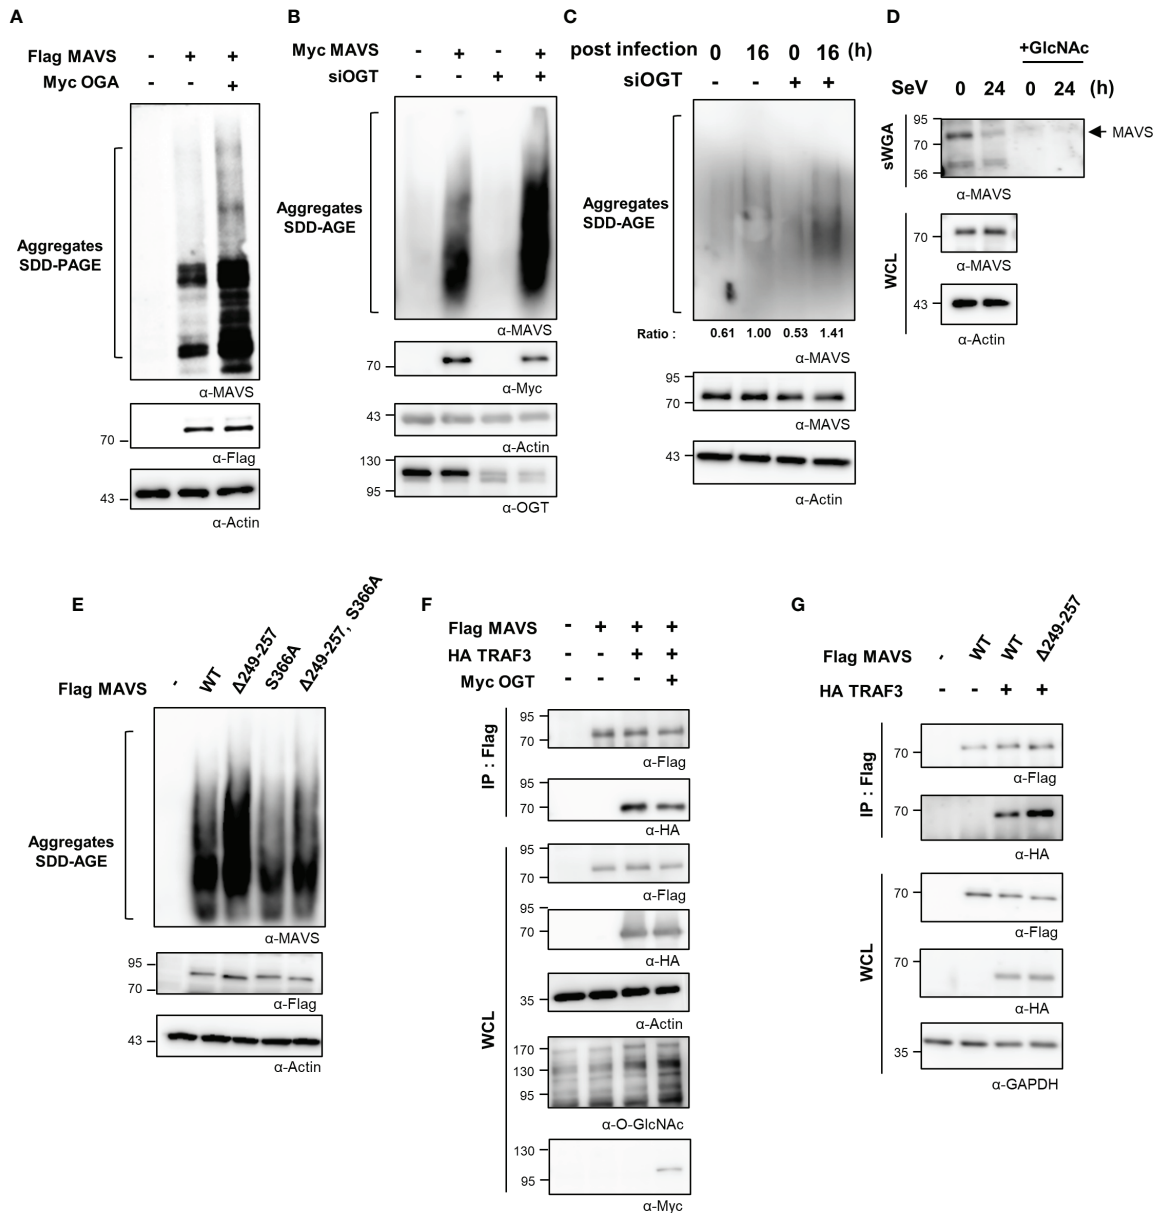 A
Flag MAVS - + +
Myc OGA - - +
Aggregates
SDD-PAGE
α-MAVS
70
α-Flag
43
α-Actin
B
Myc MAVS - + - +
siOGT - - + +
Aggregates
SDD-AGE
α-MAVS
70
α-Myc
43
α-Actin
130
95
α-OGT
C
post infection 0 16 0 16 (h)
siOGT - - + +
Aggregates
SDD-AGE
Ratio : 0.61 1.00 0.53 1.41
α-MAVS
95
70
α-MAVS
43
α-Actin
D
+GlcNAc
SeV 0 24 0 24 (h)
sWGA
95
70
56
MAVS
α-MAVS
WCL
70
α-MAVS
43
α-Actin
E
Flag MAVS - WT Δ249-257 S366A Δ249-257, S366A
Aggregates
SDD-AGE
α-MAVS
95
70
α-Flag
43
α-Actin
F
Flag MAVS - + + +
HA TRAF3 - - + +
Myc OGT - - - +
IP : Flag
95
70
α-Flag
95
70
α-HA
WCL
95
70
α-Flag
95
70
α-HA
35
α-Actin
170
130
95
α-O-GlcNAc
130
95
α-Myc
G
Flag MAVS - WT WT Δ249-257
HA TRAF3 - - + +
IP : Flag
70
α-Flag
70
α-HA
WCL
70
α-Flag
70
α-HA
35
α-GAPDH